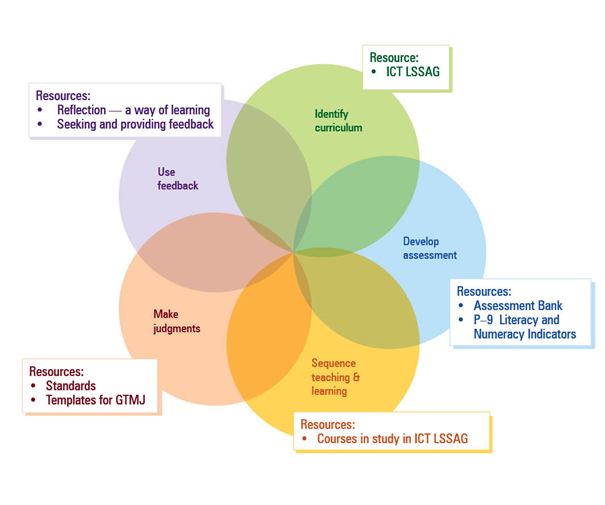 Resource:
• ICT LSSAG
Resources:
• Reflection — a way of learning
• Seeking and providing feedback
Identify
curriculum
Use
feedback
Develop
assessment
Resources:
• Assessment Bank
• P–9 Literacy and
Numeracy Indicators
Make
judgments
Sequence
teaching &
learning
Resources:
• Standards
• Templates for GTMJ
Resources:
• Courses in study in ICT LSSAG